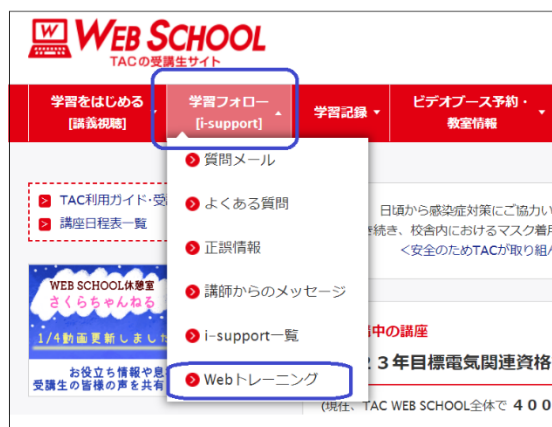 W WEB SCHOOL
TACの受講生サイト
学習をはじめる
[講義視聴]
学習フォロー
[i-support]
学習記録
ビデオブース予約・
教室情報
質問メール
よくある質問
正誤情報
講師からのメッセージ
i-support一覧
Webトレーニング
TAC利用ガイド・受
講座日程表一覧
日頃から感染症対策にご協力い
き続き、校舎内におけるマスク着用
<安全のためTACが取り組ん
WEB SCHOOL休憩室
さくらちゃんねる
1/4動画更新しました
お役立ち情報や息
受講生の皆様の声を共有
中の講座
23年目標電気関連資格
(現在、TAC WEB SCHOOL全体で 400